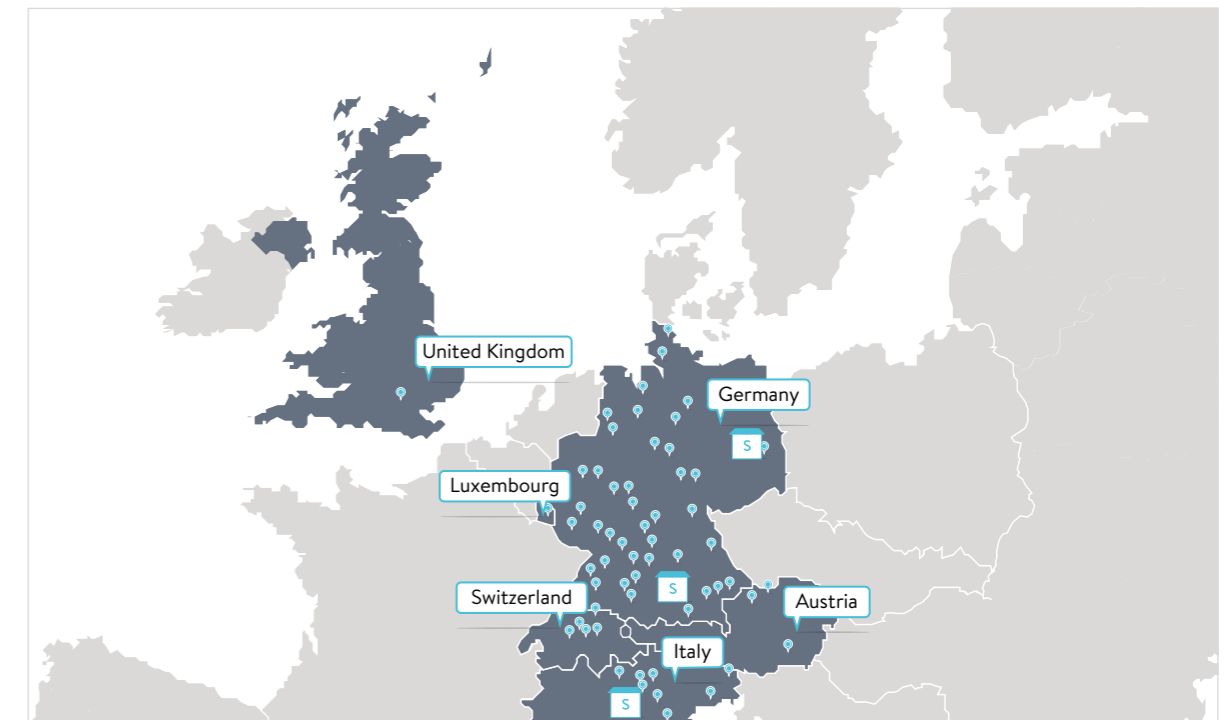 United Kingdom
Germany
S
Luxembourg
S
Switzerland
Austria
Italy
S